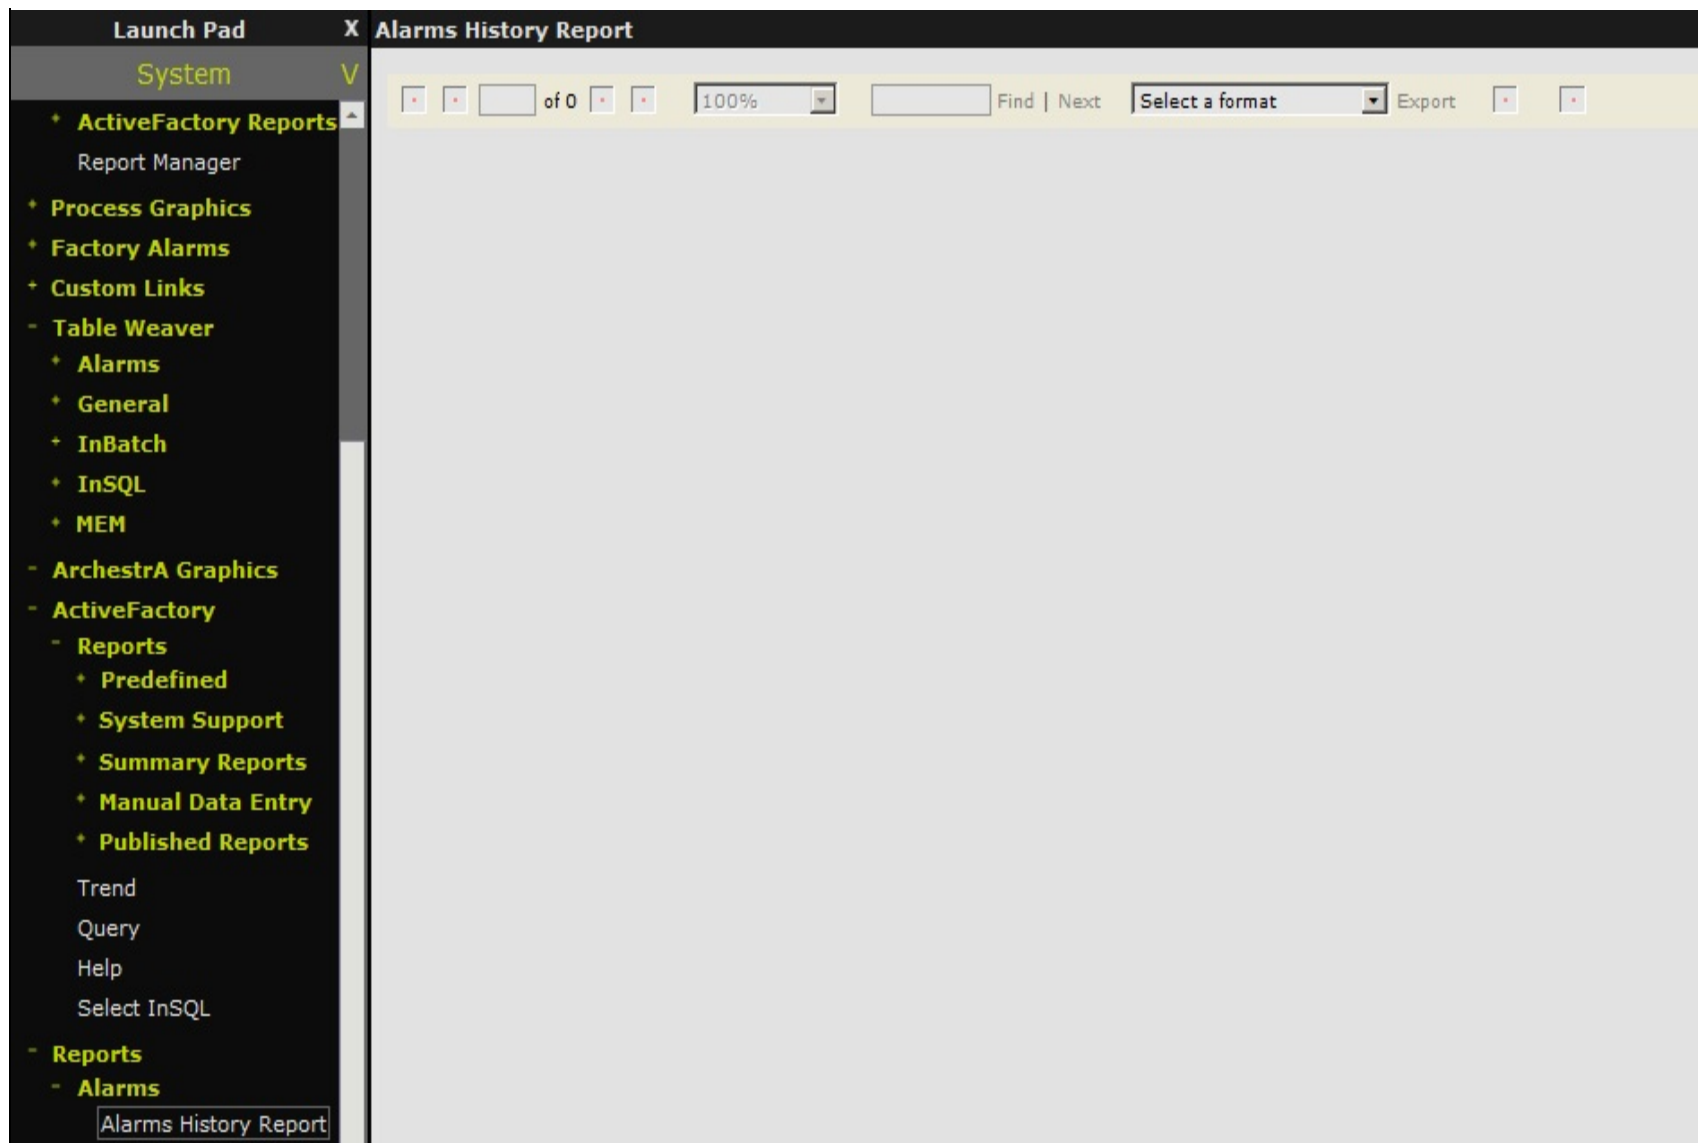 Launch Pad X
System V
+ ActiveFactory Reports
Report Manager
+ Process Graphics
+ Factory Alarms
+ Custom Links
- Table Weaver
+ Alarms
+ General
+ InBatch
+ InSQL
+ MEM
- ArchestrA Graphics
- ActiveFactory
- Reports
+ Predefined
+ System Support
+ Summary Reports
+ Manual Data Entry
+ Published Reports
Trend
Query
Help
Select InSQL
- Reports
- Alarms
Alarms History Report
Alarms History Report
of 0 100% Find | Next Select a format Export